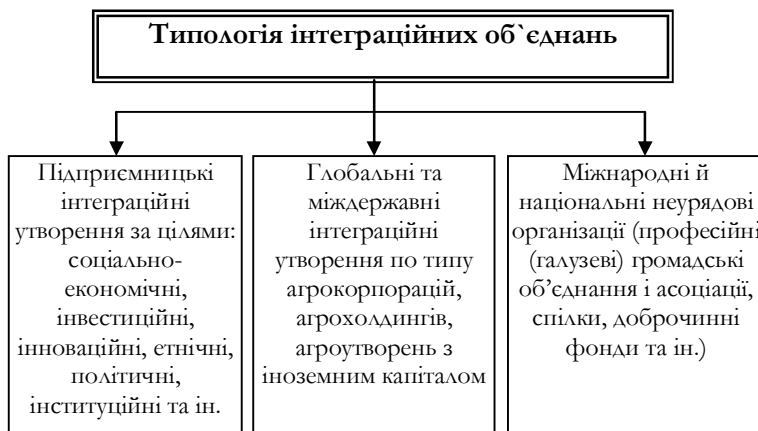 Типологія інтеграційних об`єднань
Підприємницькі
інтеграційні
утворення за цілями:
соціально-
економічні,
інвестиційні,
інноваційні, етнічні,
політичні,
інституційні та ін.
Глобальні та
міждержавні
інтеграційні
утворення по типу
агрокорпорацій,
агрохолдингів,
агроутворень з
іноземним капіталом
Міжнародні й
національні неурядові
організації (професійні
(галузеві) громадські
об’єднання і асоціації,
спілки, доброчинні
фонди та ін.)